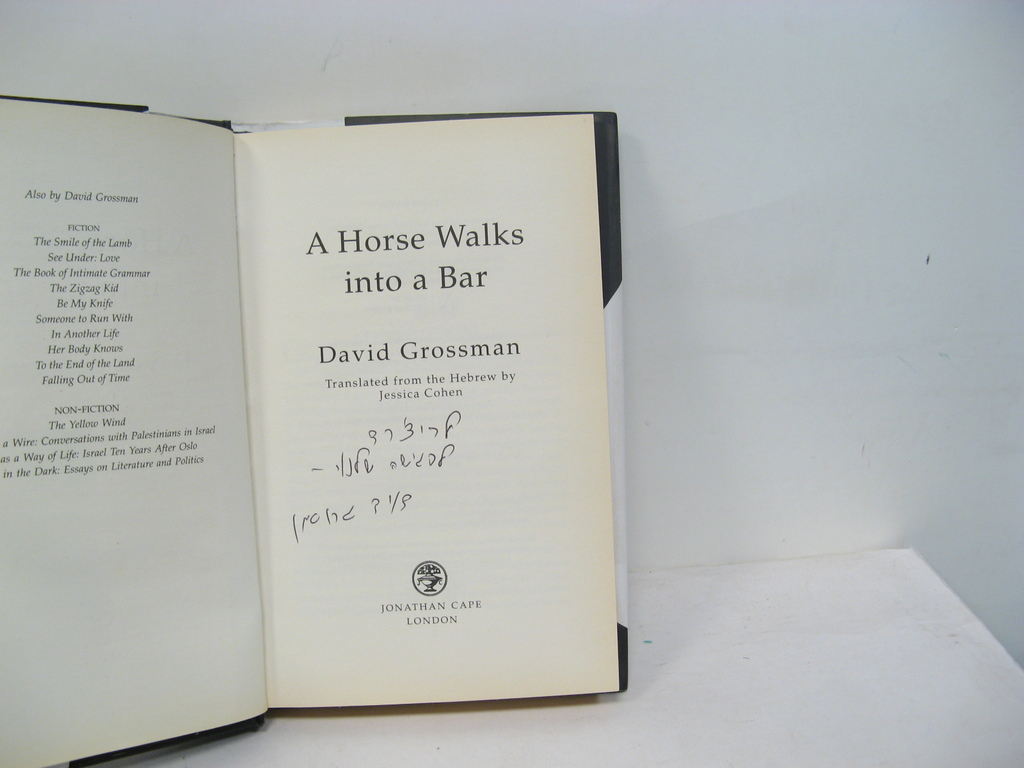 Also by David Grossman
FICTION
The Smile of the Lamb
See Under: Love
The Book of Intimate Grammar
The Zigzag Kid
Be My Knife
Someone to Run With
In Another Life
Her Body Knows
To the End of the Land
Falling Out of Time
NON-FICTION
The Yellow Wind
a Wire: Conversations with Palestinians in Israel
as a Way of Life: Israel Ten Years After Oslo
in the Dark: Essays on Literature and Politics
A Horse Walks
into a Bar
David Grossman
Translated from the Hebrew by
Jessica Cohen
לריצ'רד
לפגישה שלנו –
דויד גרוסמן
JONATHAN CAPE
LONDON